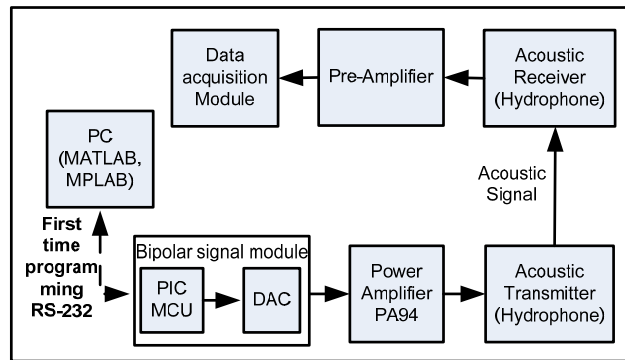 Data
acquisition
Module
Pre-Amplifier
Acoustic
Receiver
(Hydrophone)
PC
(MATLAB,
MPLAB)
Acoustic
Signal
First
time
program
ming
RS-232
Bipolar signal module
PIC
MCU
DAC
Power
Amplifier
PA94
Acoustic
Transmitter
(Hydrophone)